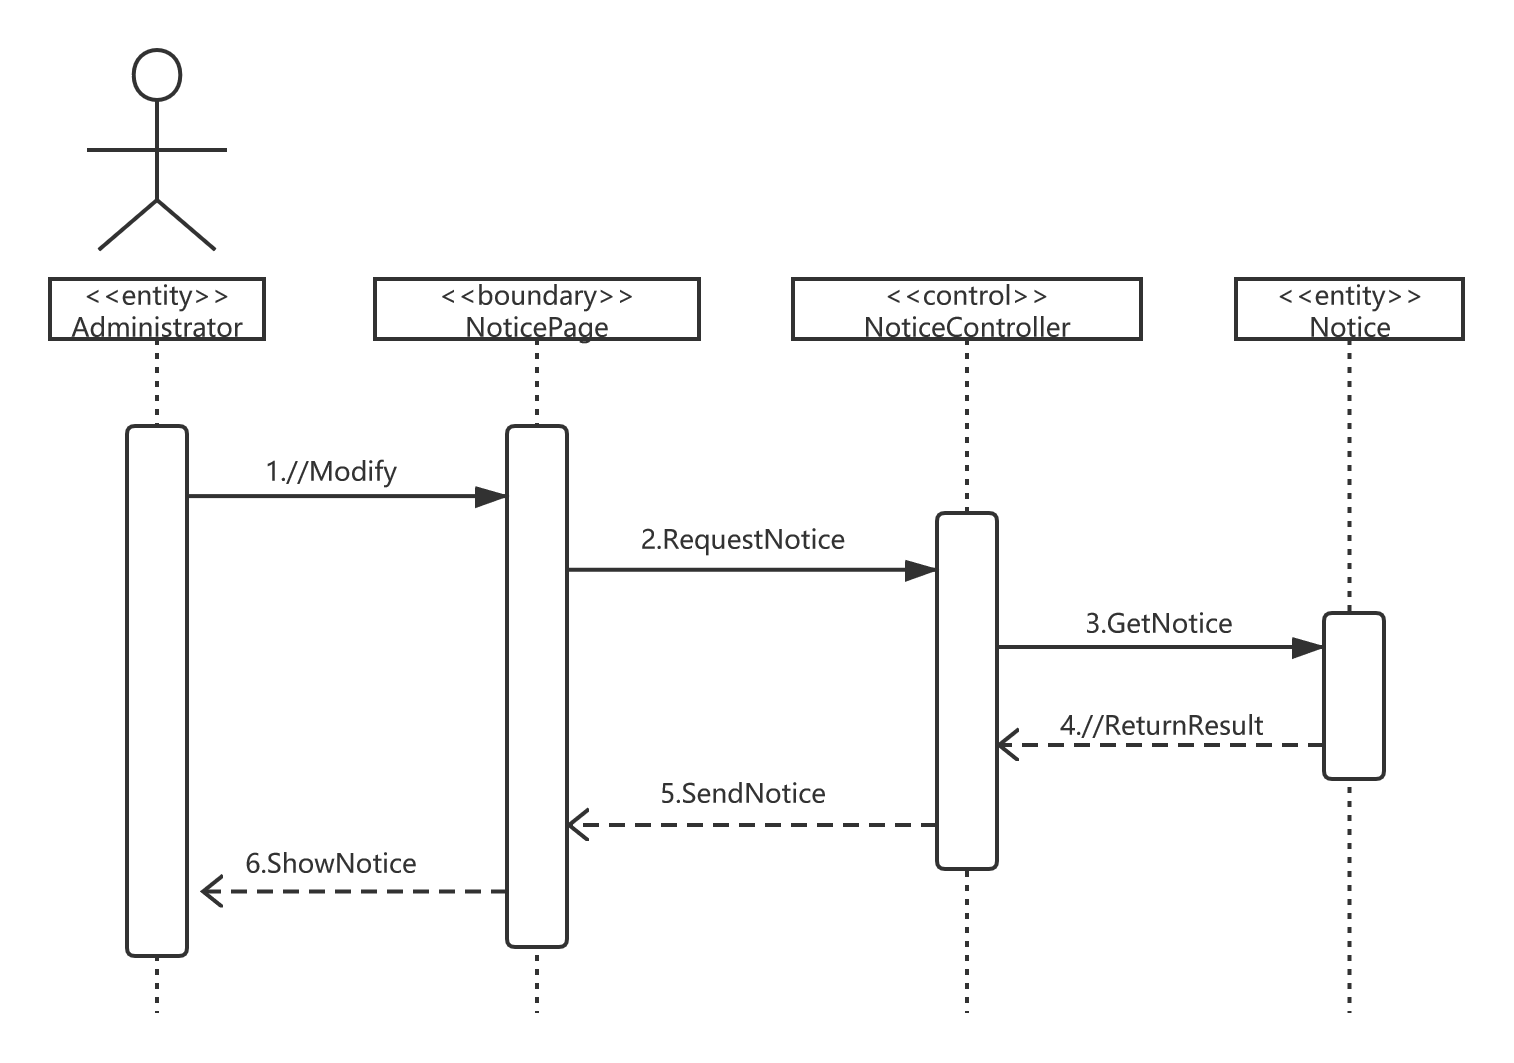 <<entity>>
Administrator
<<boundary>>
NoticePage
<<control>>
NoticeController
<<entity>>
Notice
1.//Modify
2.RequestNotice
3.GetNotice
4.//ReturnResult
5.SendNotice
6.ShowNotice